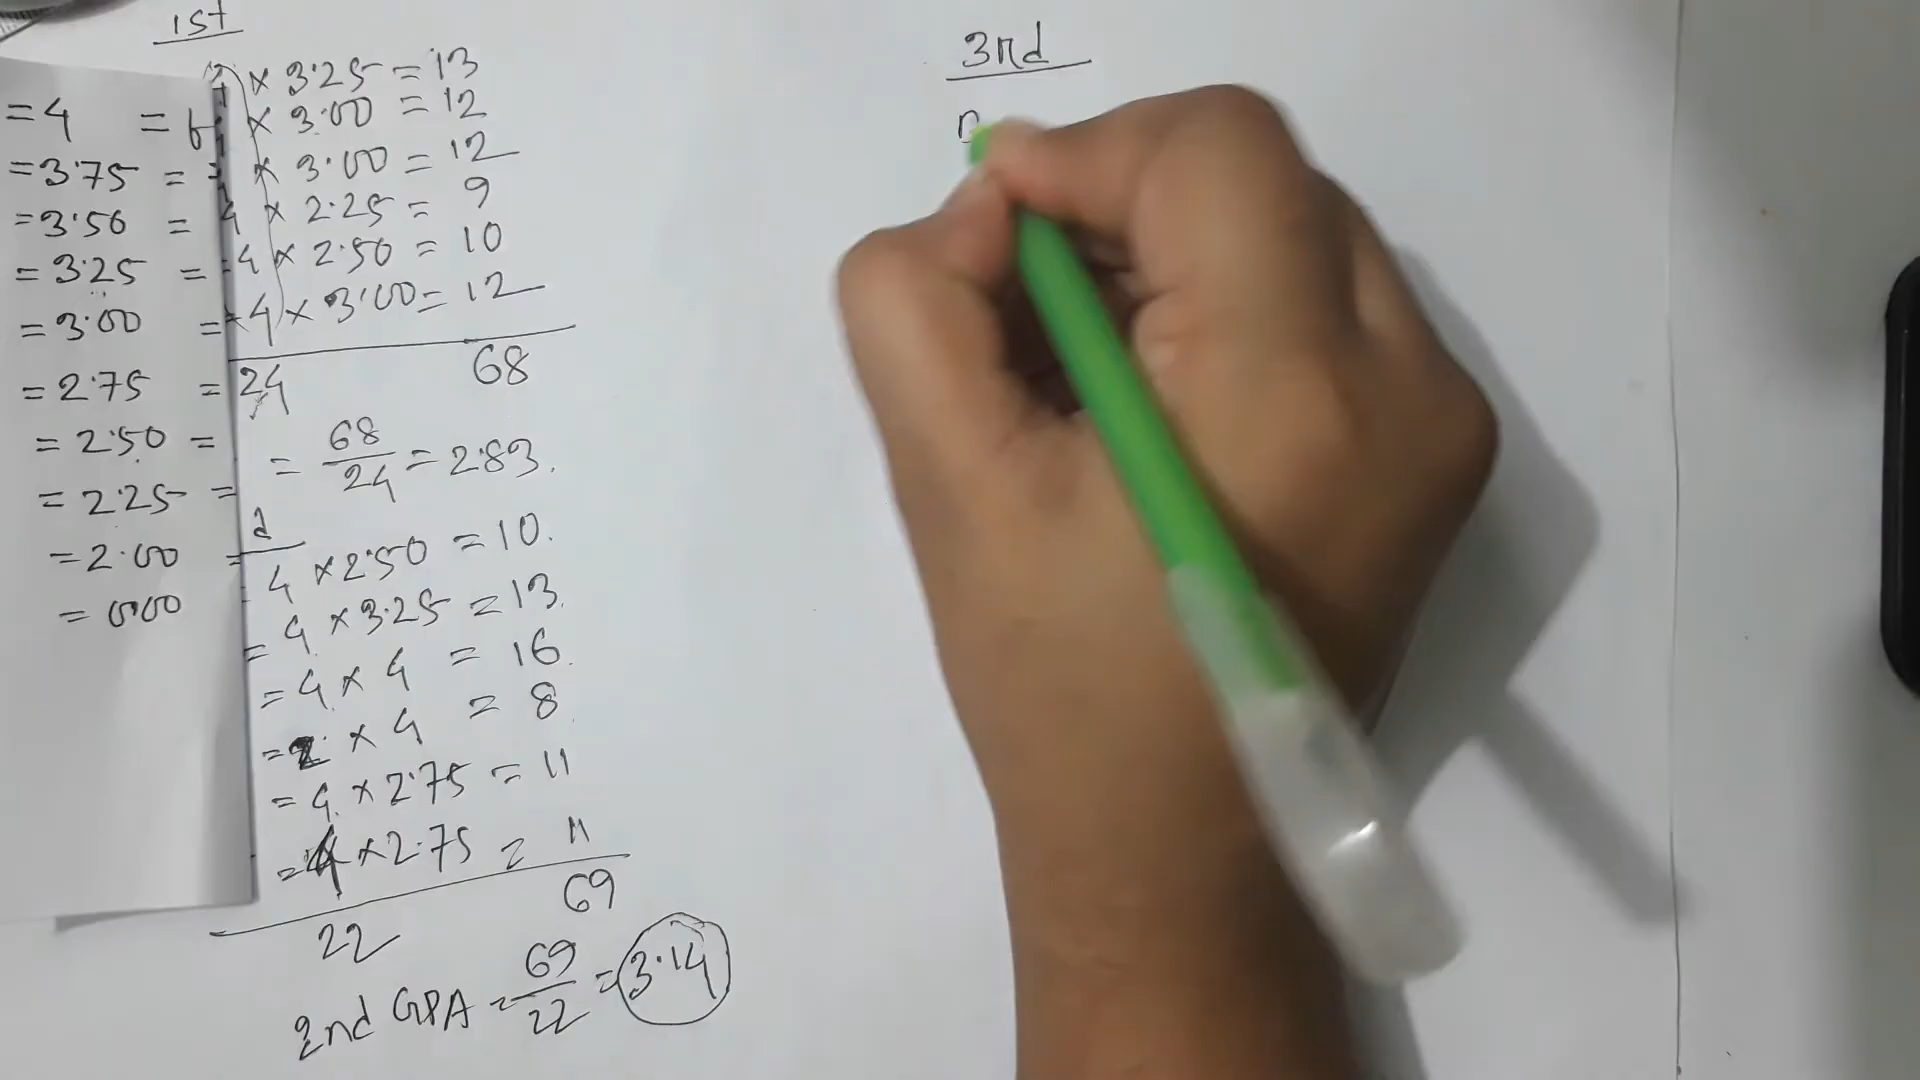 1st
= 4 =
= 3.75 =
= 3.50 =
= 3.25 =
= 3.00 =
= 2.75 =
= 2.50 =
= 2.25 =
= 2.00 =
= 0.00
× 3.25 = 13
× 3.00 = 12
× 3.00 = 12
4 × 2.25 = 9
4 × 2.50 = 10
4 × 3.00 = 12
24 68
= 68/24 = 2.83.
4 × 2.50 = 10.
= 4 × 3.25 = 13.
= 4 × 4 = 16.
= 2 × 4 = 8
= 4 × 2.75 = 11
= 4 × 2.75 = 11
22 69
2nd GPA = 69/22 = 3.14
3rd